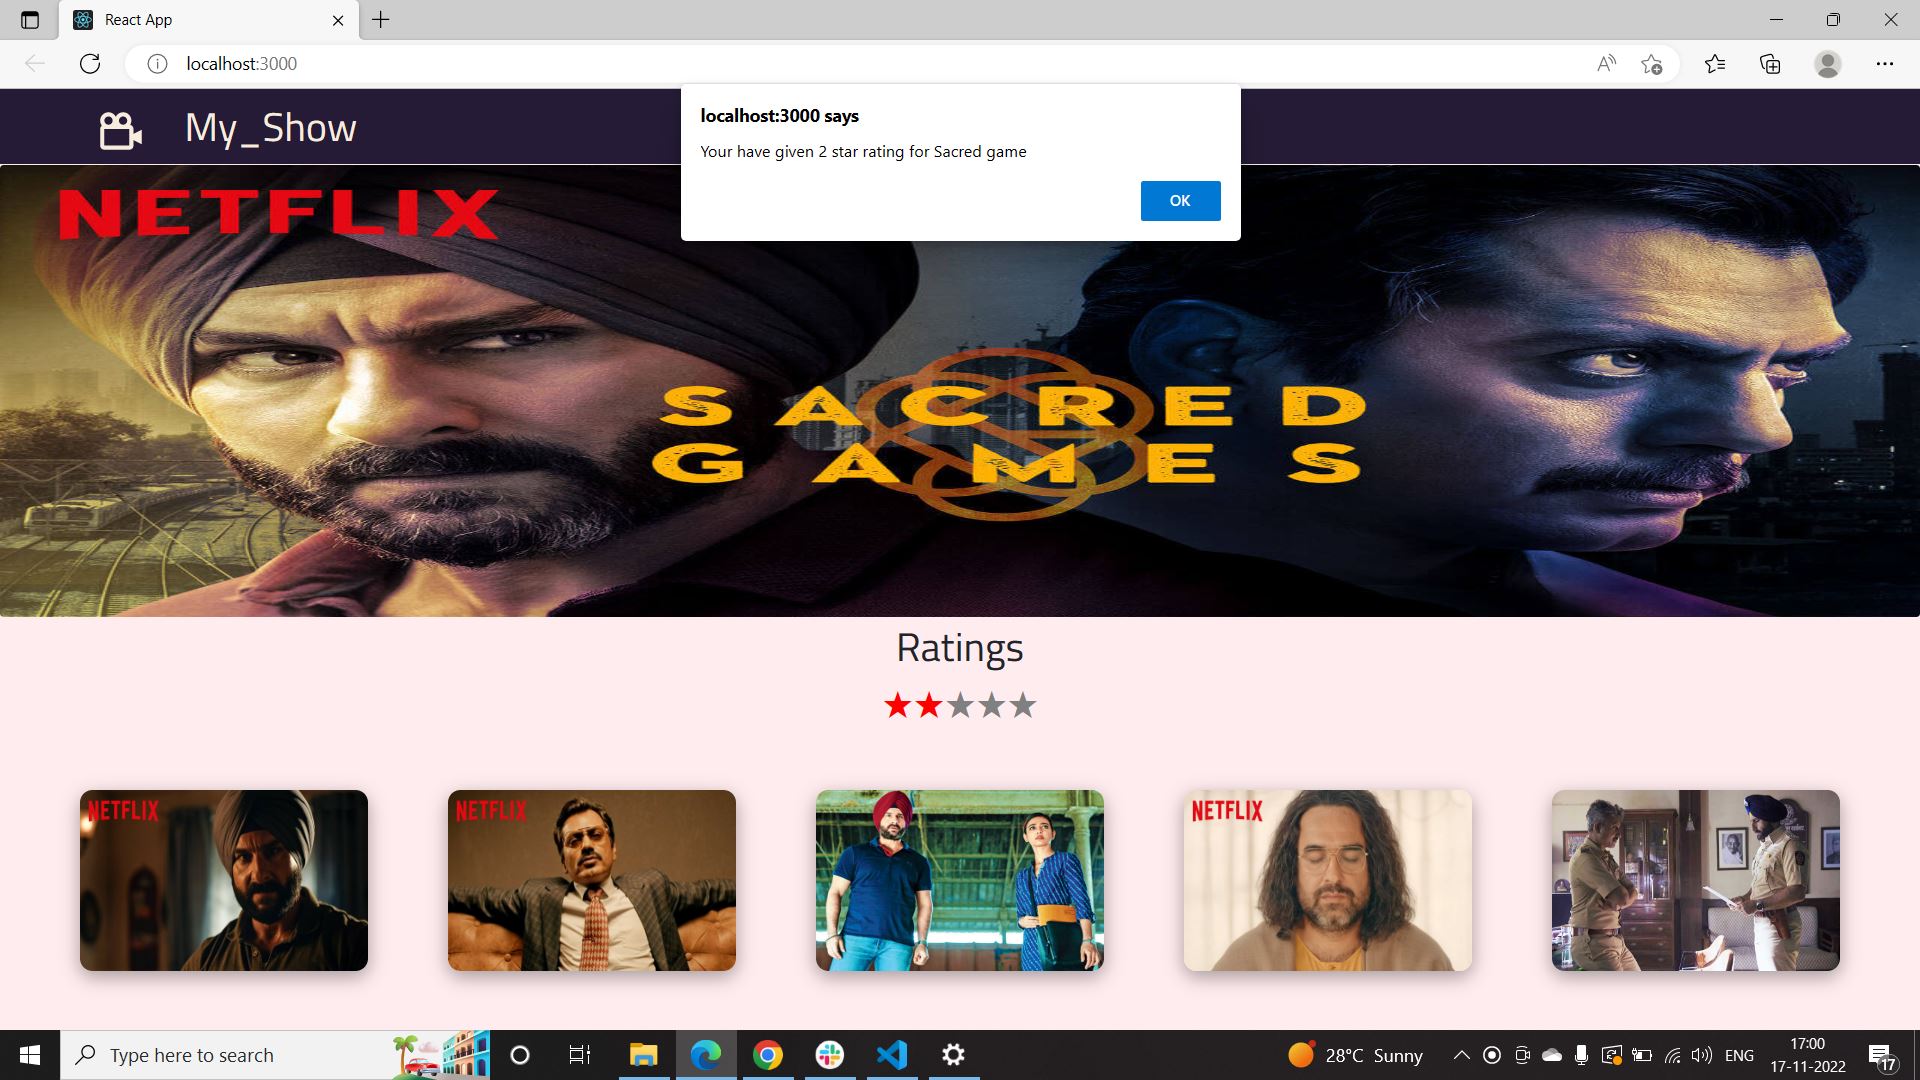 React App
localhost:3000
My_Show
localhost:3000 says
Your have given 2 star rating for Sacred game
OK
NETFLIX
SACRED
GAMES
Ratings
NETFLIX
NETFLIX
NETFLIX
Type here to search
28°C Sunny
ENG
17:00
17-11-2022
17